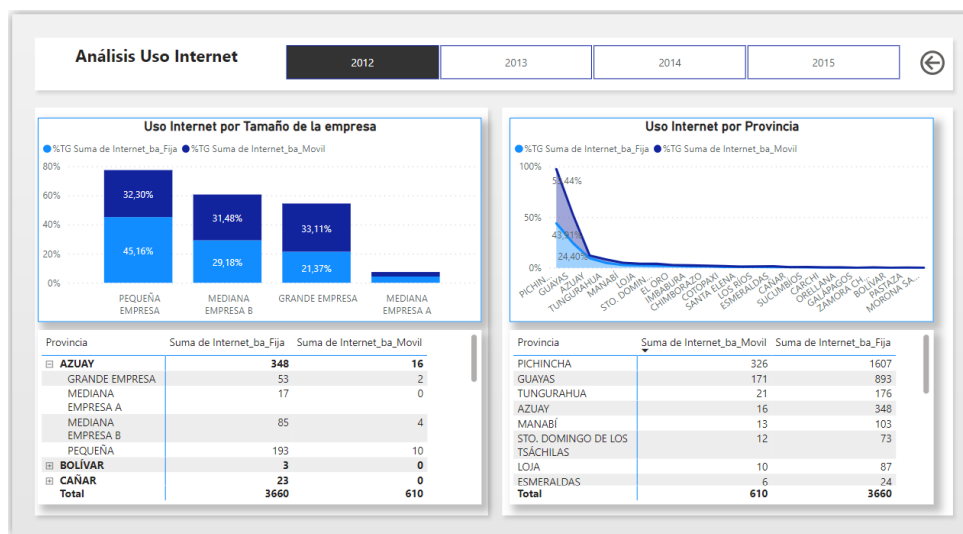 Análisis Uso Internet
2012
2013
2014
2015
Uso Internet por Tamaño de la empresa
%TG Suma de Internet_ba_Fija %TG Suma de Internet_ba_Movil
80%
60%
40%
20%
0%
32,30%
45,16%
31,48%
29,18%
33,11%
21,37%
PEQUEÑA
EMPRESA
MEDIANA
EMPRESA B
GRANDE EMPRESA
MEDIANA
EMPRESA A
Provincia Suma de Internet_ba_Fija Suma de Internet_ba_Movil
AZUAY 348 16
GRANDE EMPRESA 53 2
MEDIANA
EMPRESA A 17 0
MEDIANA
EMPRESA B 85 4
PEQUEÑA 193 10
BOLÍVAR 3 0
CAÑAR 23 0
Total 3660 610
Uso Internet por Provincia
%TG Suma de Internet_ba_Fija %TG Suma de Internet_ba_Movil
100%
50%
0%
24,40%
PICHIN...
GUAYAS
AZUAY
TUNGURAHUA
MANABÍ
LOJA
STO. DOMIN...
EL ORO
IMBABURA
CHIMBORAZO
COTOPAXI
SANTA ELENA
LOS RÍOS
ESMERALDAS
CAÑAR
SUCUMBÍOS
CARCHI
ORELLANA
GALÁPAGOS
ZAMORA CH...
BOLÍVAR
PASTAZA
MORONA SA...
Provincia Suma de Internet_ba_Movil Suma de Internet_ba_Fija
PICHINCHA 326 1607
GUAYAS 171 893
TUNGURAHUA 21 176
AZUAY 16 348
MANABÍ 13 103
STO. DOMINGO DE LOS
TSÁCHILAS 12 73
LOJA 10 87
ESMERALDAS 6 24
Total 610 3660